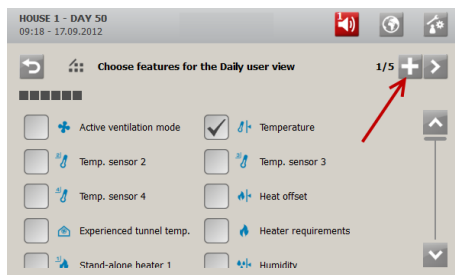 HOUSE 1 - DAY 50
09:18 - 17.09.2012
1
Choose features for the Daily user view
1/5
Active ventilation mode
Temperature
Temp. sensor 2
Temp. sensor 3
Temp. sensor 4
Heat offset
Experienced tunnel temp.
Heater requirements
Stand-alone heater 1
Humidity